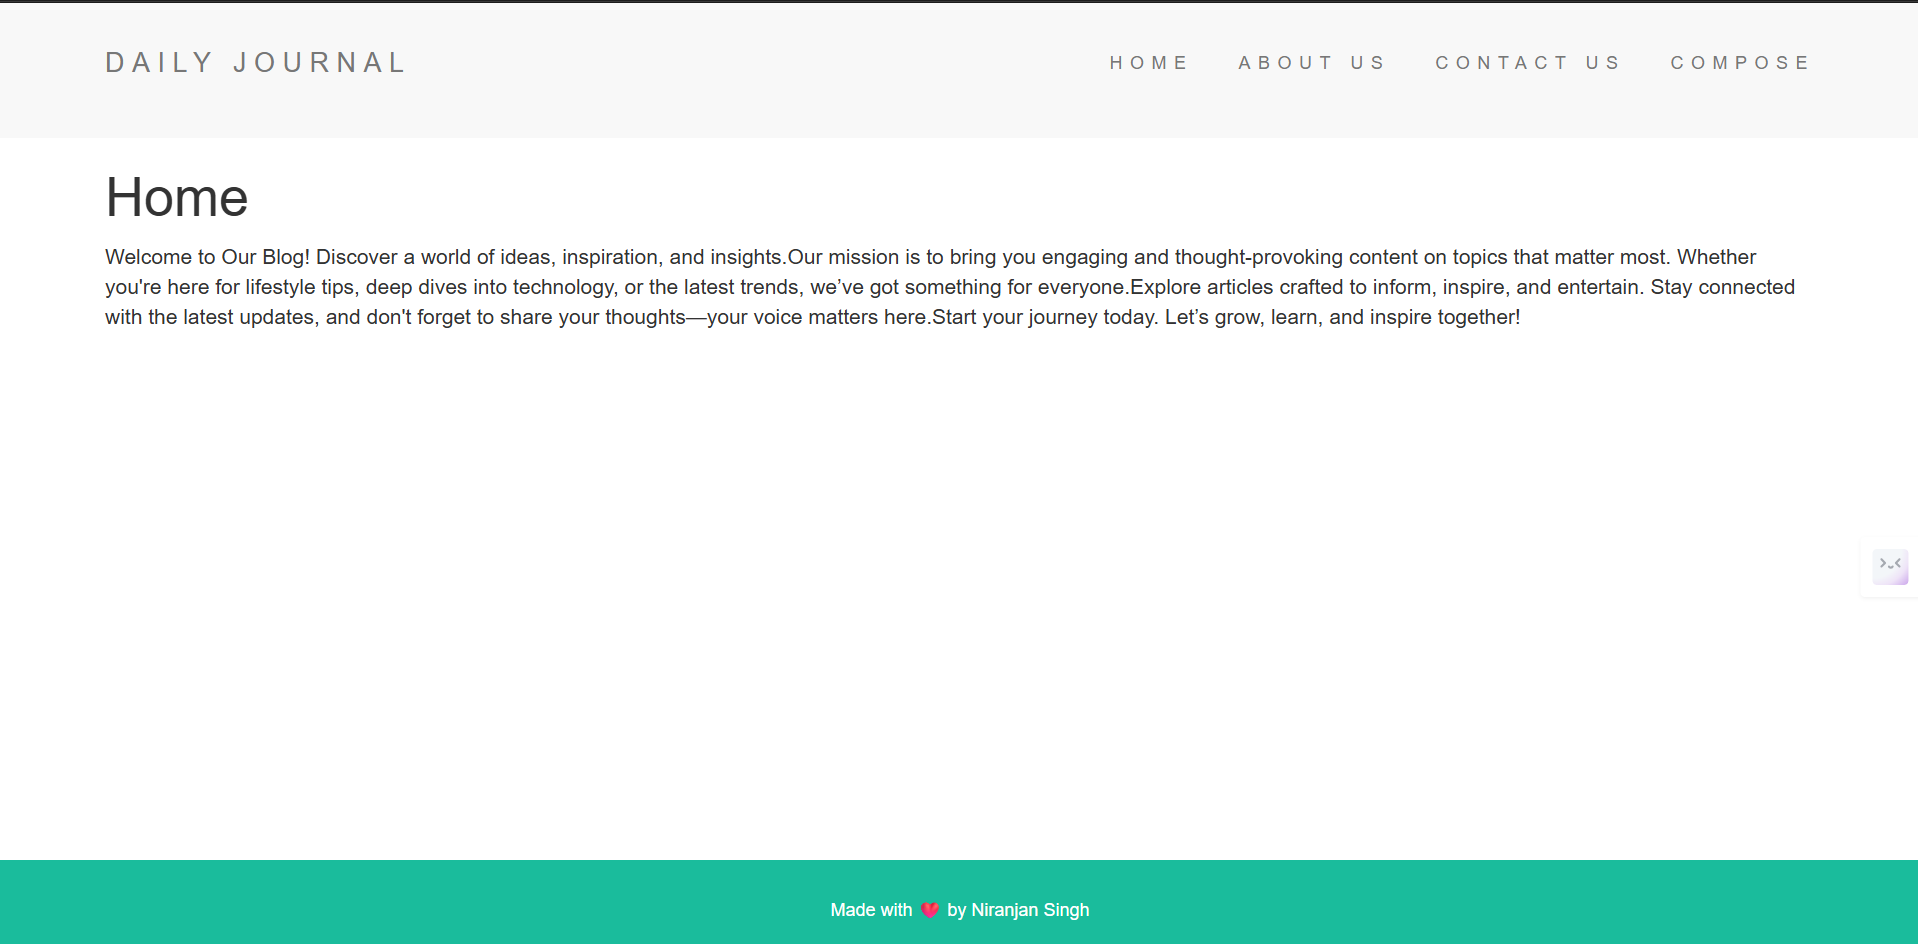 DAILY JOURNAL
HOME ABOUT US CONTACT US COMPOSE
Home
Welcome to Our Blog! Discover a world of ideas, inspiration, and insights.Our mission is to bring you engaging and thought-provoking content on topics that matter most. Whether
you're here for lifestyle tips, deep dives into technology, or the latest trends, we’ve got something for everyone.Explore articles crafted to inform, inspire, and entertain. Stay connected
with the latest updates, and don't forget to share your thoughts—your voice matters here.Start your journey today. Let’s grow, learn, and inspire together!
Made with 💔 by Niranjan Singh